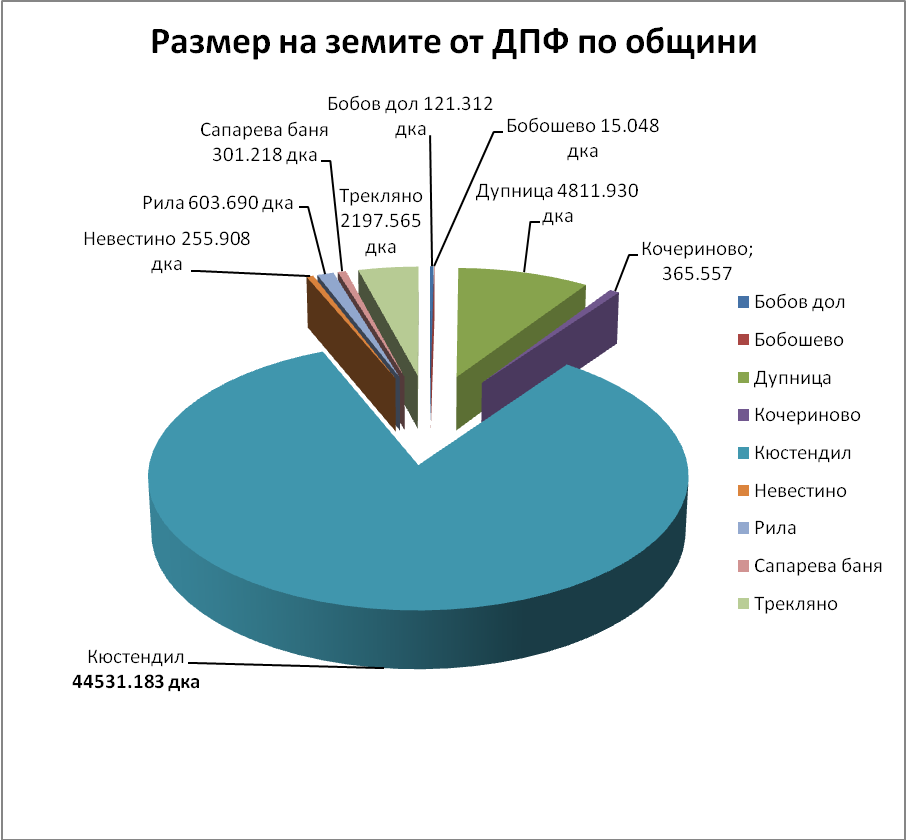 Размер на земите от ДПФ по общини
Бобов дол 121.312
дка
Бобошево 15.048
дка
Сапарева баня
301.218 дка
Трекляно
2197.565
дка
Дупница 4811.930
дка
Рила 603.690 дка
Невестино 255.908
дка
Кочериново;
365.557
Бобов дол
Бобошево
Дупница
Кочериново
Кюстендил
Невестино
Рила
Сапарева баня
Трекляно
Кюстендил
44531.183 дка